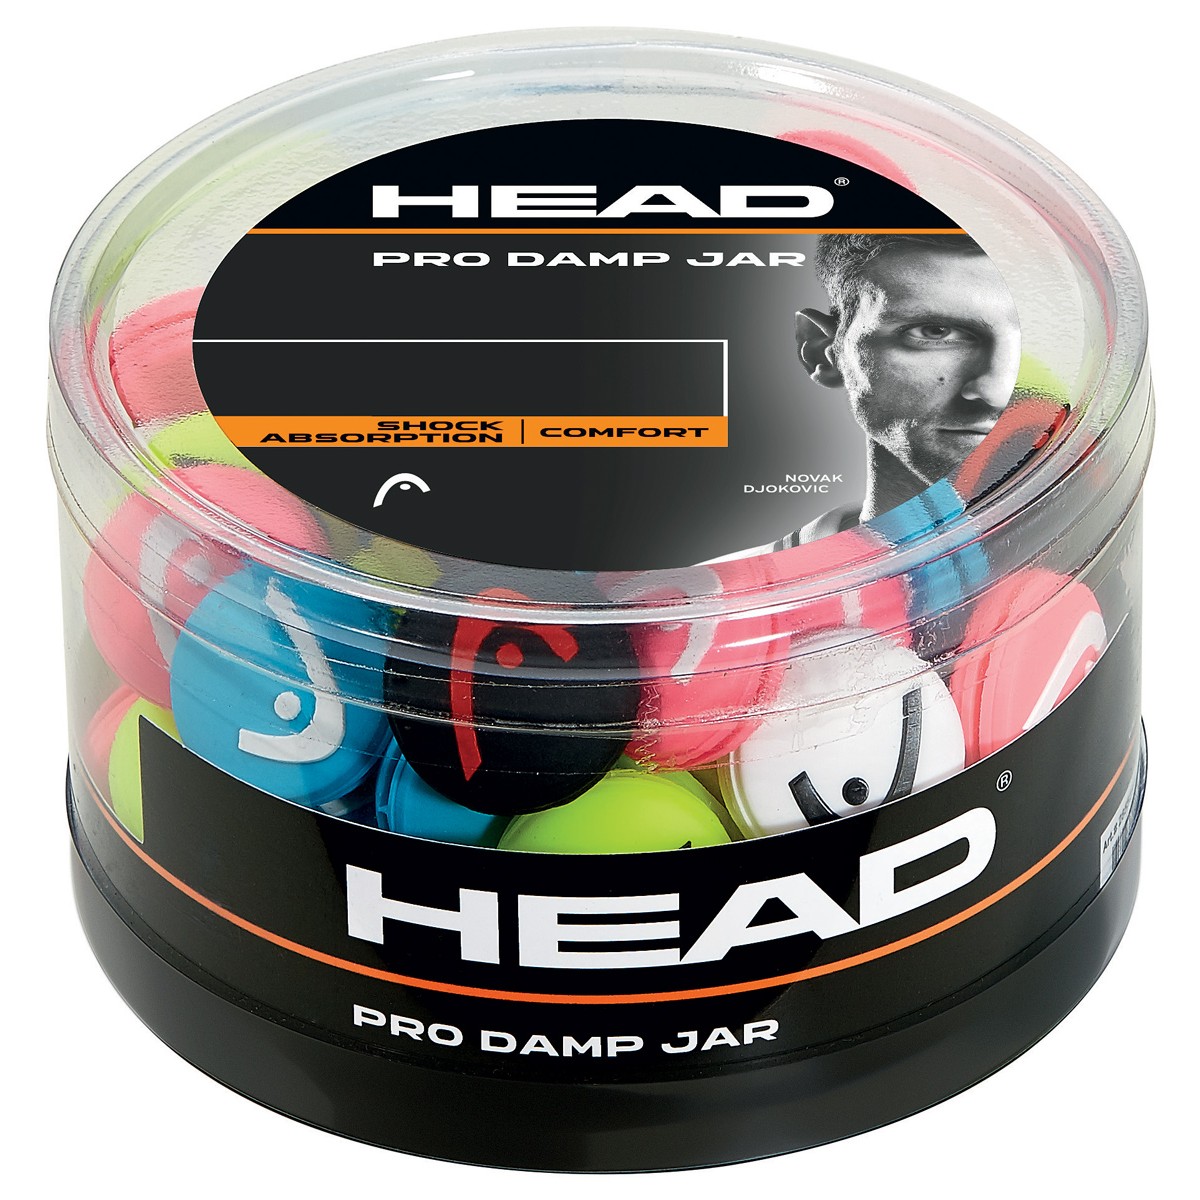 HEAD®
PRO DAMP JAR
SHOCK
ABSORPTION | COMFORT
NOVAK
DJOKOVIC
HEAD®
PRO DAMP JAR